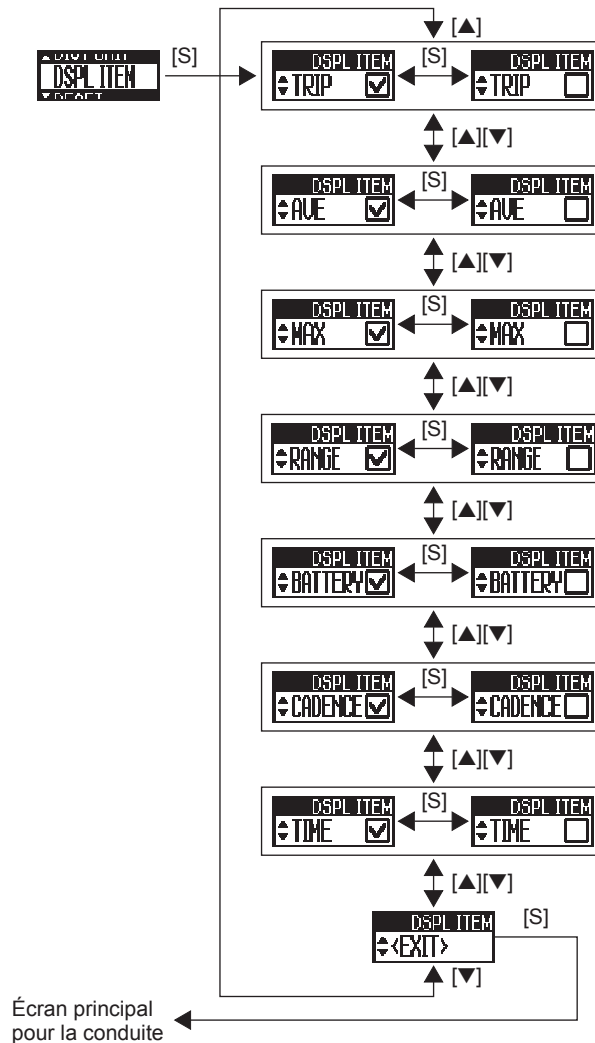 [▲]
DSPL ITEM
[S]
DSPL ITEM
TRIP
[S]
DSPL ITEM
TRIP
[▲][▼]
DSPL ITEM
AVE
[S]
DSPL ITEM
AVE
[▲][▼]
DSPL ITEM
MAX
[S]
DSPL ITEM
MAX
[▲][▼]
DSPL ITEM
RANGE
[S]
DSPL ITEM
RANGE
[▲][▼]
DSPL ITEM
BATTERY
[S]
DSPL ITEM
BATTERY
[▲][▼]
DSPL ITEM
CADENCE
[S]
DSPL ITEM
CADENCE
[▲][▼]
DSPL ITEM
TIME
[S]
DSPL ITEM
TIME
[▲][▼]
DSPL ITEM
<EXIT>
[S]
[▼]
Écran principal
pour la conduite